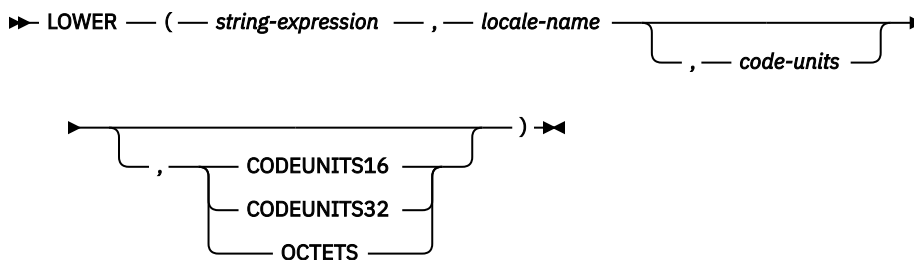 LOWER ( string-expression , locale-name
, code-units
)
, CODEUNITS16
CODEUNITS32
OCTETS